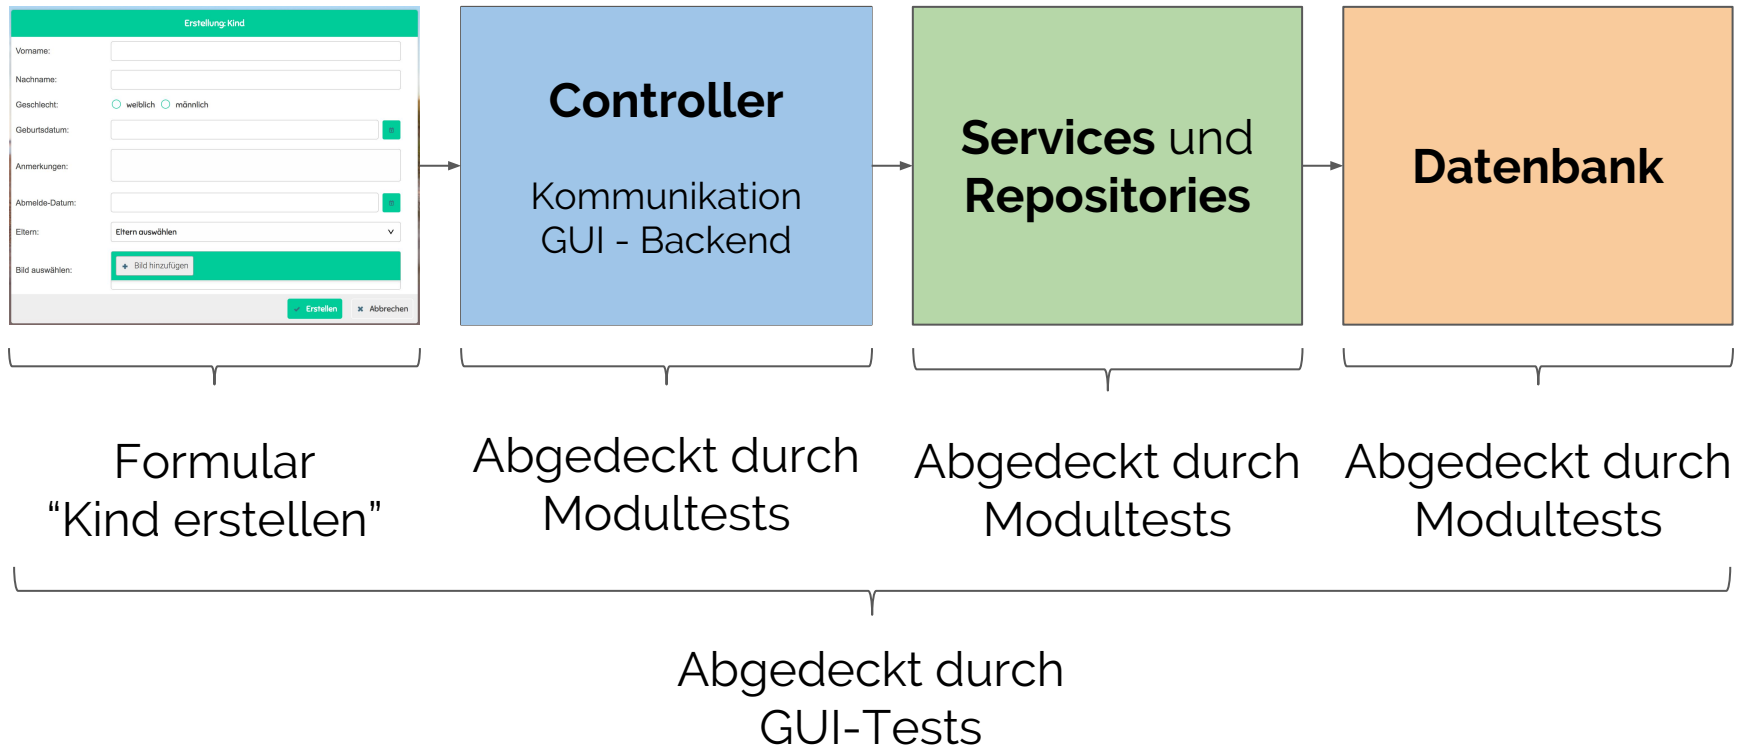 Erstellung: Kind
Vorname:
Nachname:
Geschlecht: weiblich männlich
Geburtsdatum:
Anmerkungen:
Abmelde-Datum:
Eltern: Eltern auswählen
Bild auswählen: + Bild hinzufügen
Erstellen Abbrechen
Controller
Kommunikation
GUI - Backend
Services und
Repositories
Datenbank
Formular
“Kind erstellen”
Abgedeckt durch
Modultests
Abgedeckt durch
Modultests
Abgedeckt durch
Modultests
Abgedeckt durch
GUI-Tests